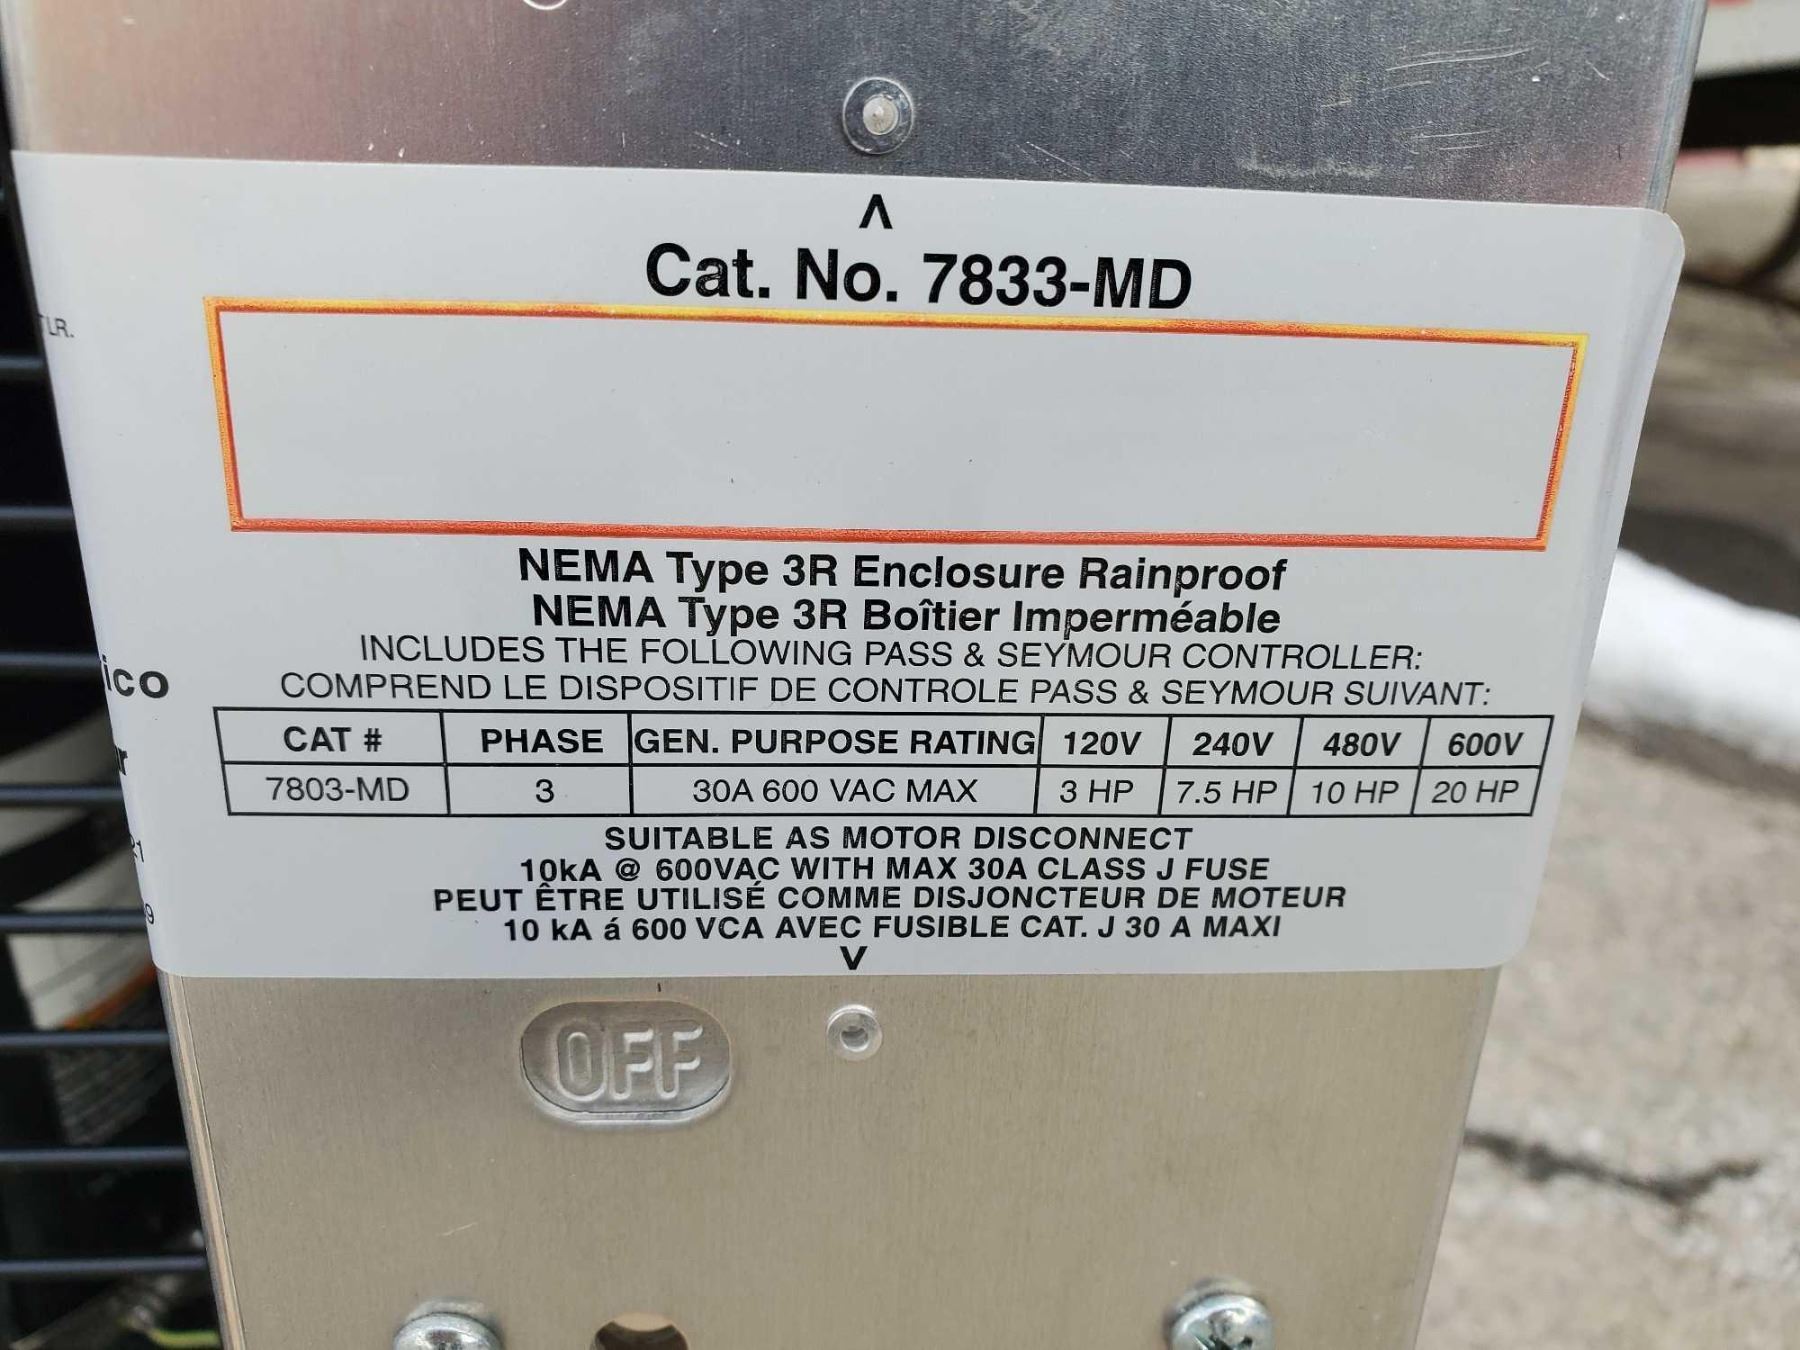 Λ
Cat. No. 7833-MD
NEMA Type 3R Enclosure Rainproof
NEMA Type 3R Boîtier Imperméable
INCLUDES THE FOLLOWING PASS & SEYMOUR CONTROLLER:
COMPREND LE DISPOSITIF DE CONTROLE PASS & SEYMOUR SUIVANT:
CAT # PHASE GEN. PURPOSE RATING 120V 240V 480V 600V
7803-MD 3 30A 600 VAC MAX 3 HP 7.5 HP 10 HP 20 HP
SUITABLE AS MOTOR DISCONNECT
10kA @ 600VAC WITH MAX 30A CLASS J FUSE
PEUT ÊTRE UTILISÉ COMME DISJONCTEUR DE MOTEUR
10 kA á 600 VCA AVEC FUSIBLE CAT. J 30 A MAXI
V
OFF